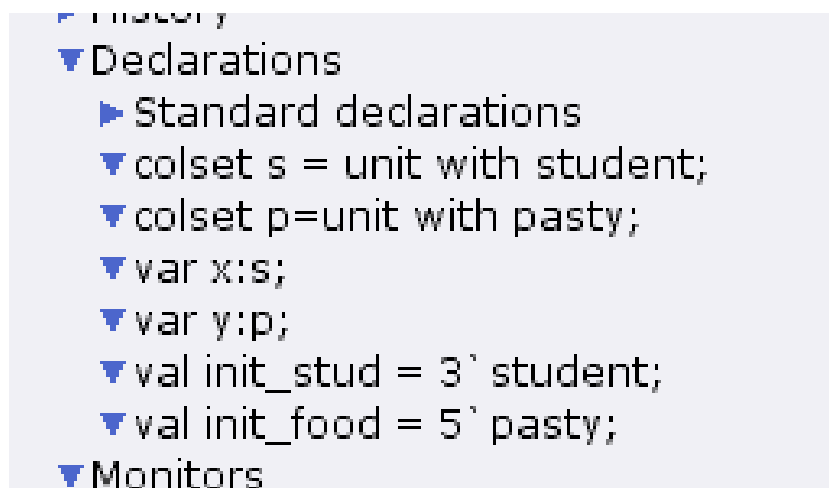 History
Declarations
Standard declarations
colset s = unit with student;
colset p=unit with pasty;
var x:s;
var y:p;
val init_stud = 3`student;
val init_food = 5`pasty;
Monitors